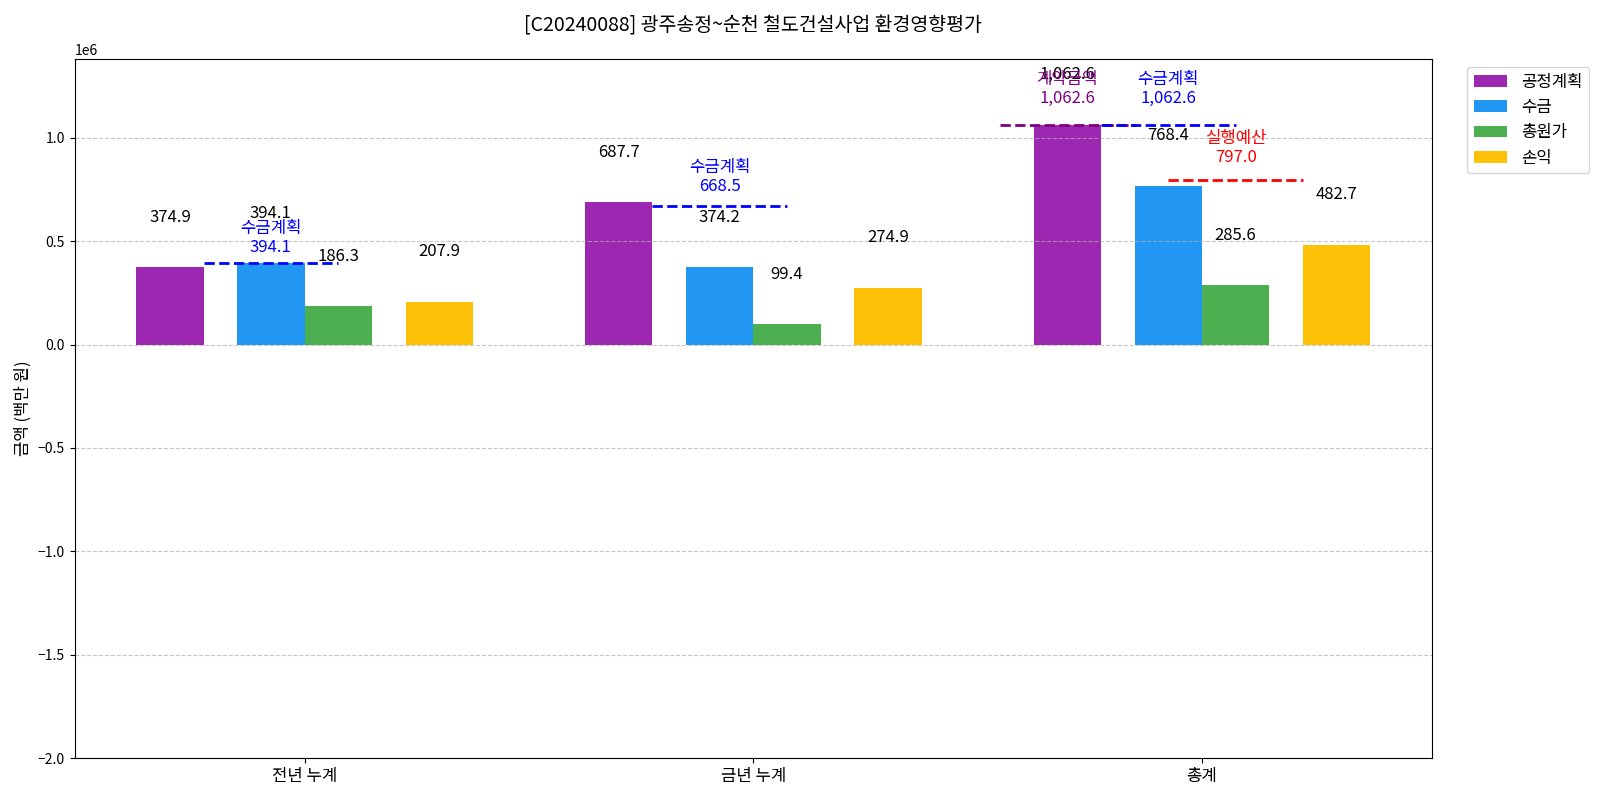 [C20240088] 광주송정~순천 철도건설사업 환경영향평가
1e6
금액 (백만 원)
1.0
0.5
0.0
−0.5
−1.0
−1.5
−2.0
374.9
394.1
수금계획
394.1
186.3
207.9
687.7
수금계획
668.5
374.2
99.4
274.9
1,062.6
계약금액
1,062.6
수금계획
1,062.6
768.4
실행예산
797.0
285.6
482.7
전년 누계
금년 누계
총계
공정계획
수금
총원가
손익